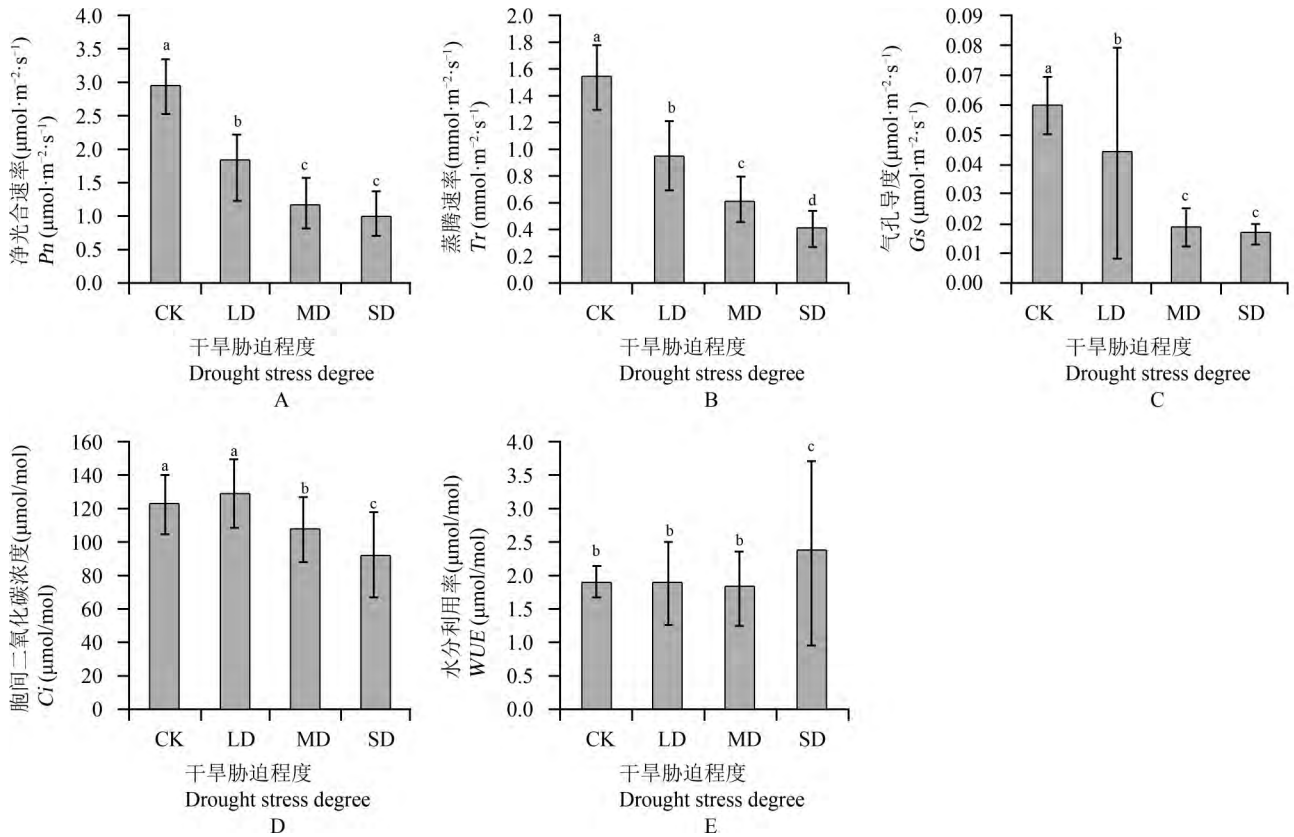 净光合速率(μmol·m⁻²·s⁻¹)
Pn (μmol·m⁻²·s⁻¹)
4.0
3.5
3.0
2.5
2.0
1.5
1.0
0.5
0.0
a
b
c
c
CK LD MD SD
干旱胁迫程度
Drought stress degree
A
蒸腾速率(mmol·m⁻²·s⁻¹)
Tr (mmol·m⁻²·s⁻¹)
2.0
1.8
1.6
1.4
1.2
1.0
0.8
0.6
0.4
0.2
0.0
a
b
c
d
CK LD MD SD
干旱胁迫程度
Drought stress degree
B
气孔导度(μmol·m⁻²·s⁻¹)
Gs (μmol·m⁻²·s⁻¹)
0.09
0.08
0.07
0.06
0.05
0.04
0.03
0.02
0.01
0.00
a
b
c
c
CK LD MD SD
干旱胁迫程度
Drought stress degree
C
胞间二氧化碳浓度(μmol/mol)
Ci (μmol/mol)
160
140
120
100
80
60
40
20
0
a
a
b
c
CK LD MD SD
干旱胁迫程度
Drought stress degree
D
水分利用率(μmol/mol)
WUE (μmol/mol)
4.0
3.5
3.0
2.5
2.0
1.5
1.0
0.5
0.0
b
b
b
c
CK LD MD SD
干旱胁迫程度
Drought stress degree
E